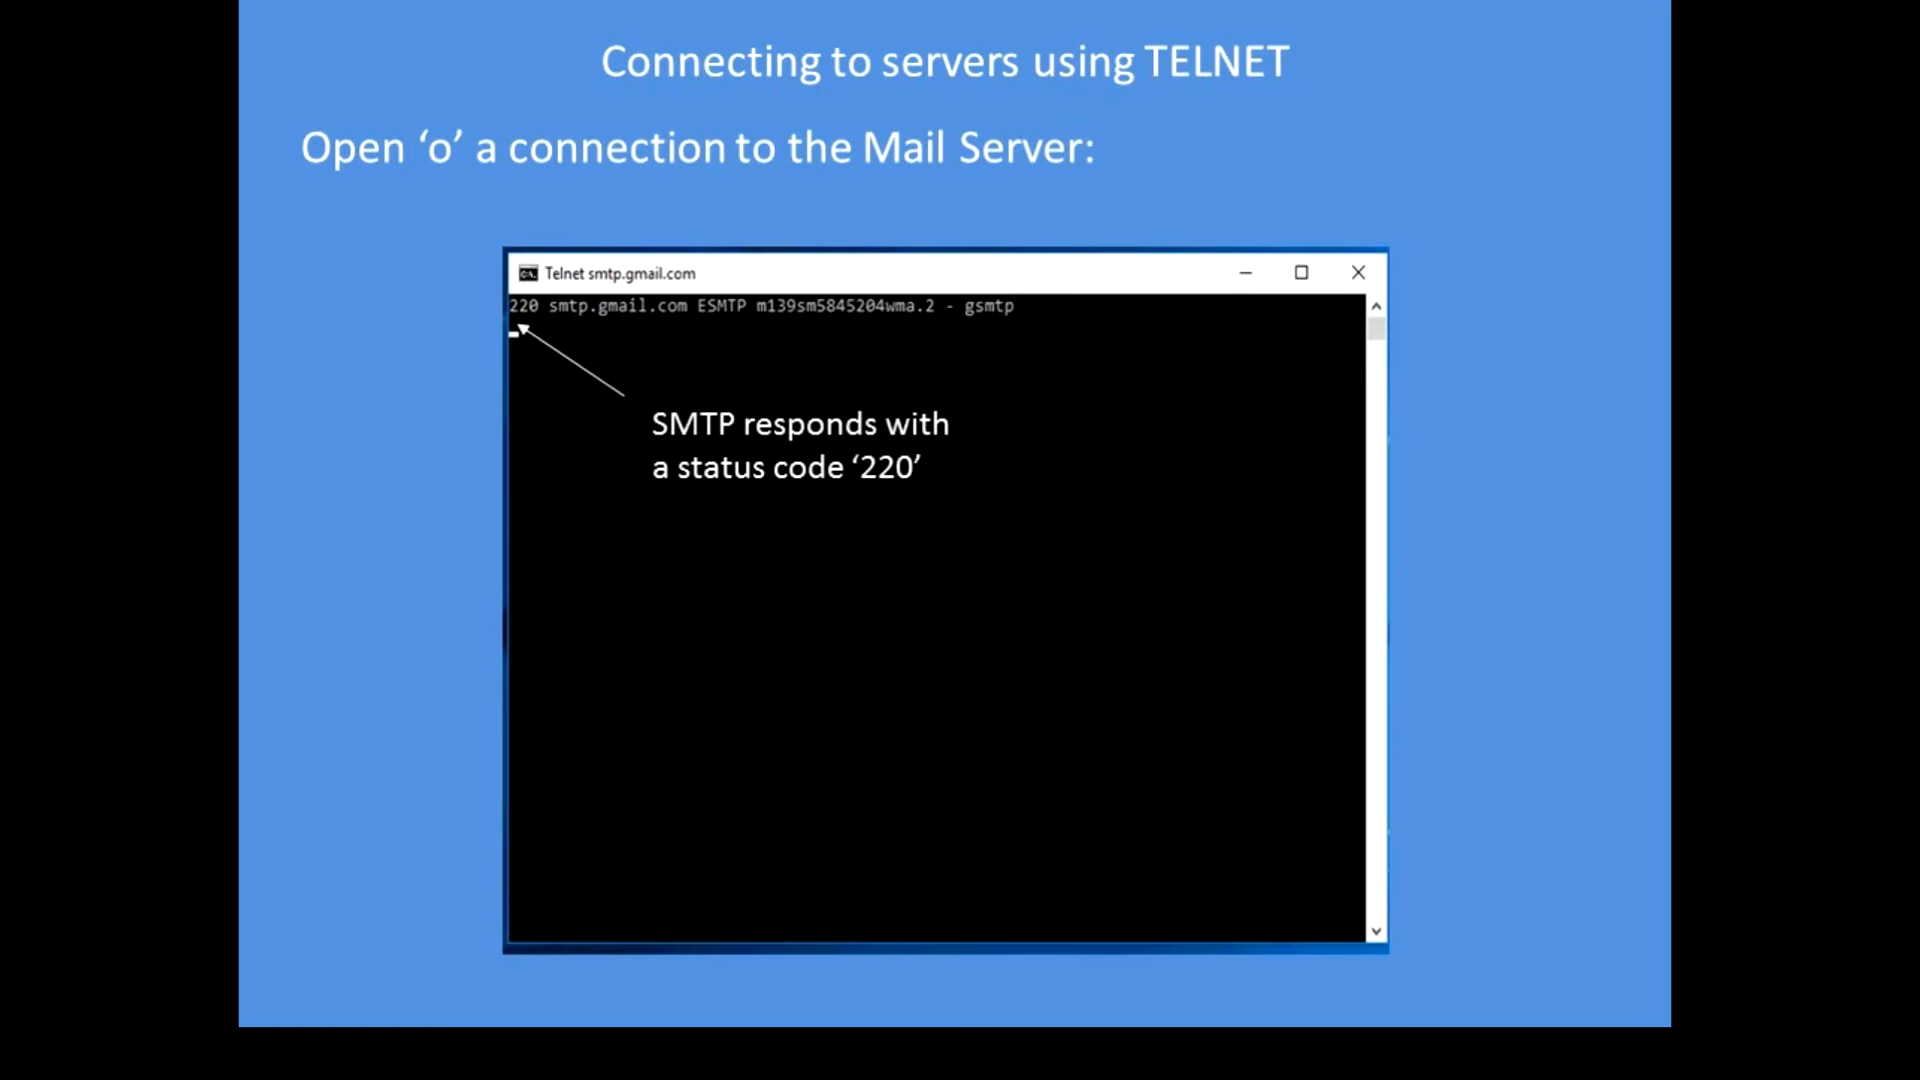 Connecting to servers using TELNET
Open ‘o’ a connection to the Mail Server:
Telnet smtp.gmail.com
220 smtp.gmail.com ESMTP m139sm5845204wma.2 - gsmtp
SMTP responds with
a status code ‘220’